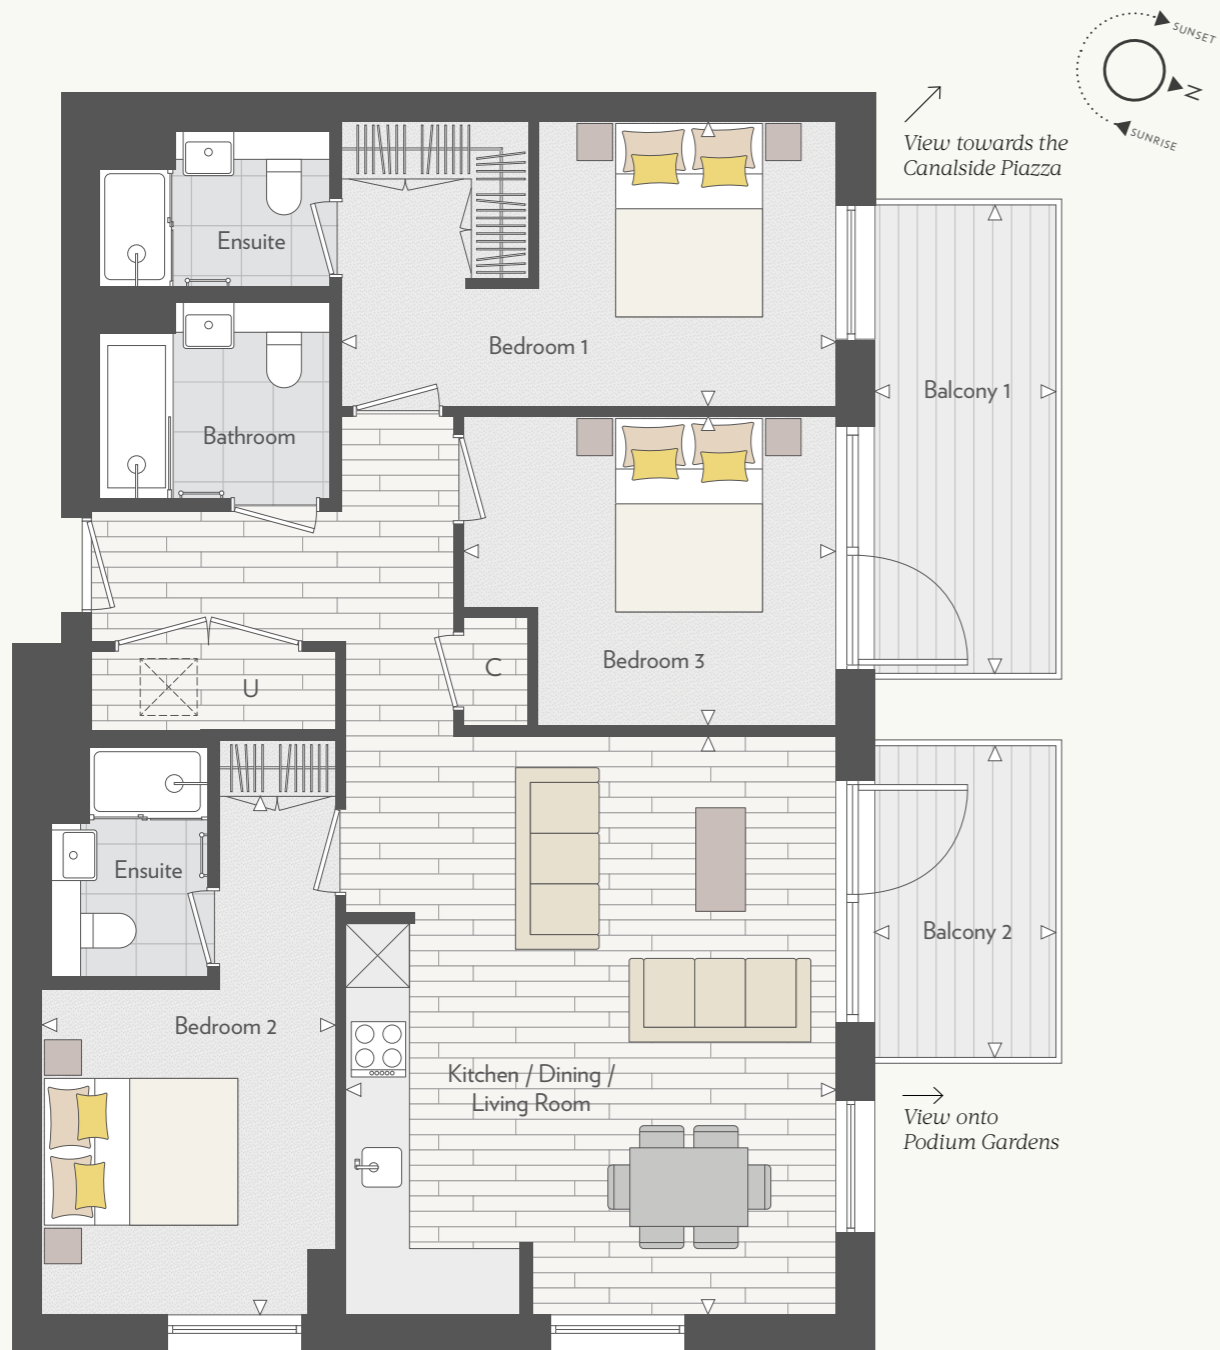 SUNSET
N
SUNRISE
View towards the
Canalside Piazza
Ensuite
Bedroom 1
Balcony 1
Bathroom
Bedroom 3
C
U
Ensuite
Balcony 2
Bedroom 2
Kitchen / Dining /
Living Room
View onto
Podium Gardens